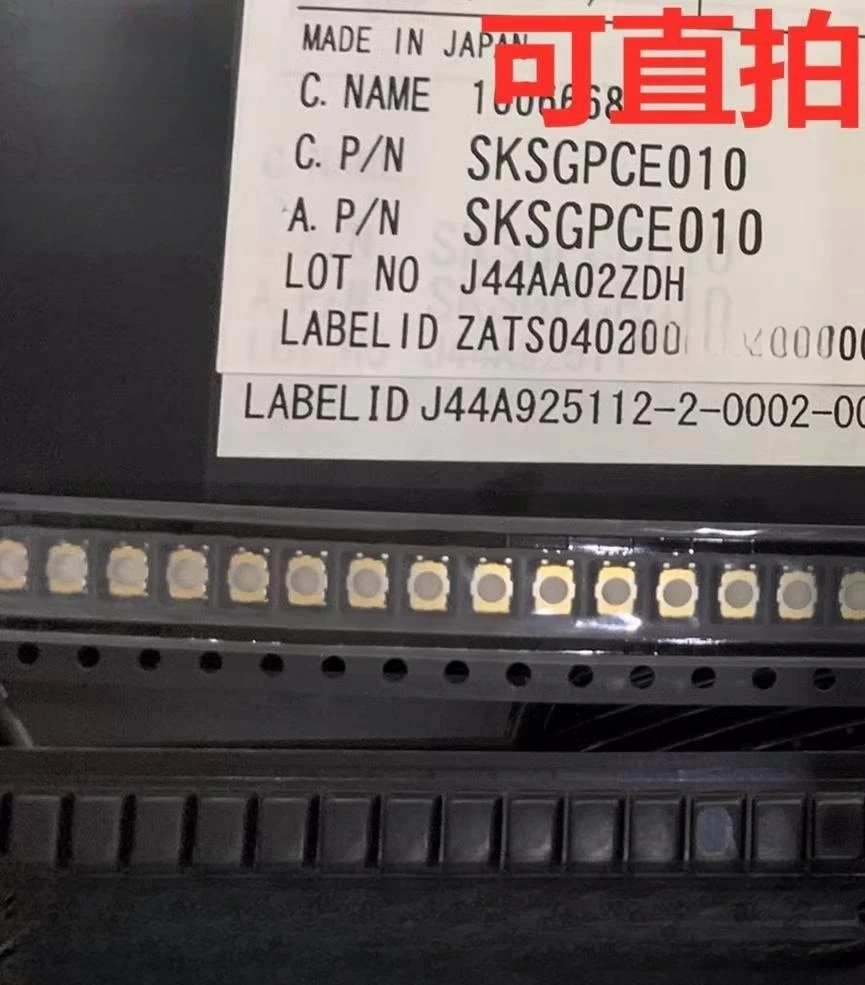 可直拍
MADE IN JAPAN
C. NAME
C. P/N SKSGPCE010
A. P/N SKSGPCE010
LOT NO J44AA02ZDH
LABEL ID ZATS040200
LABEL ID J44A925112-2-0002-00